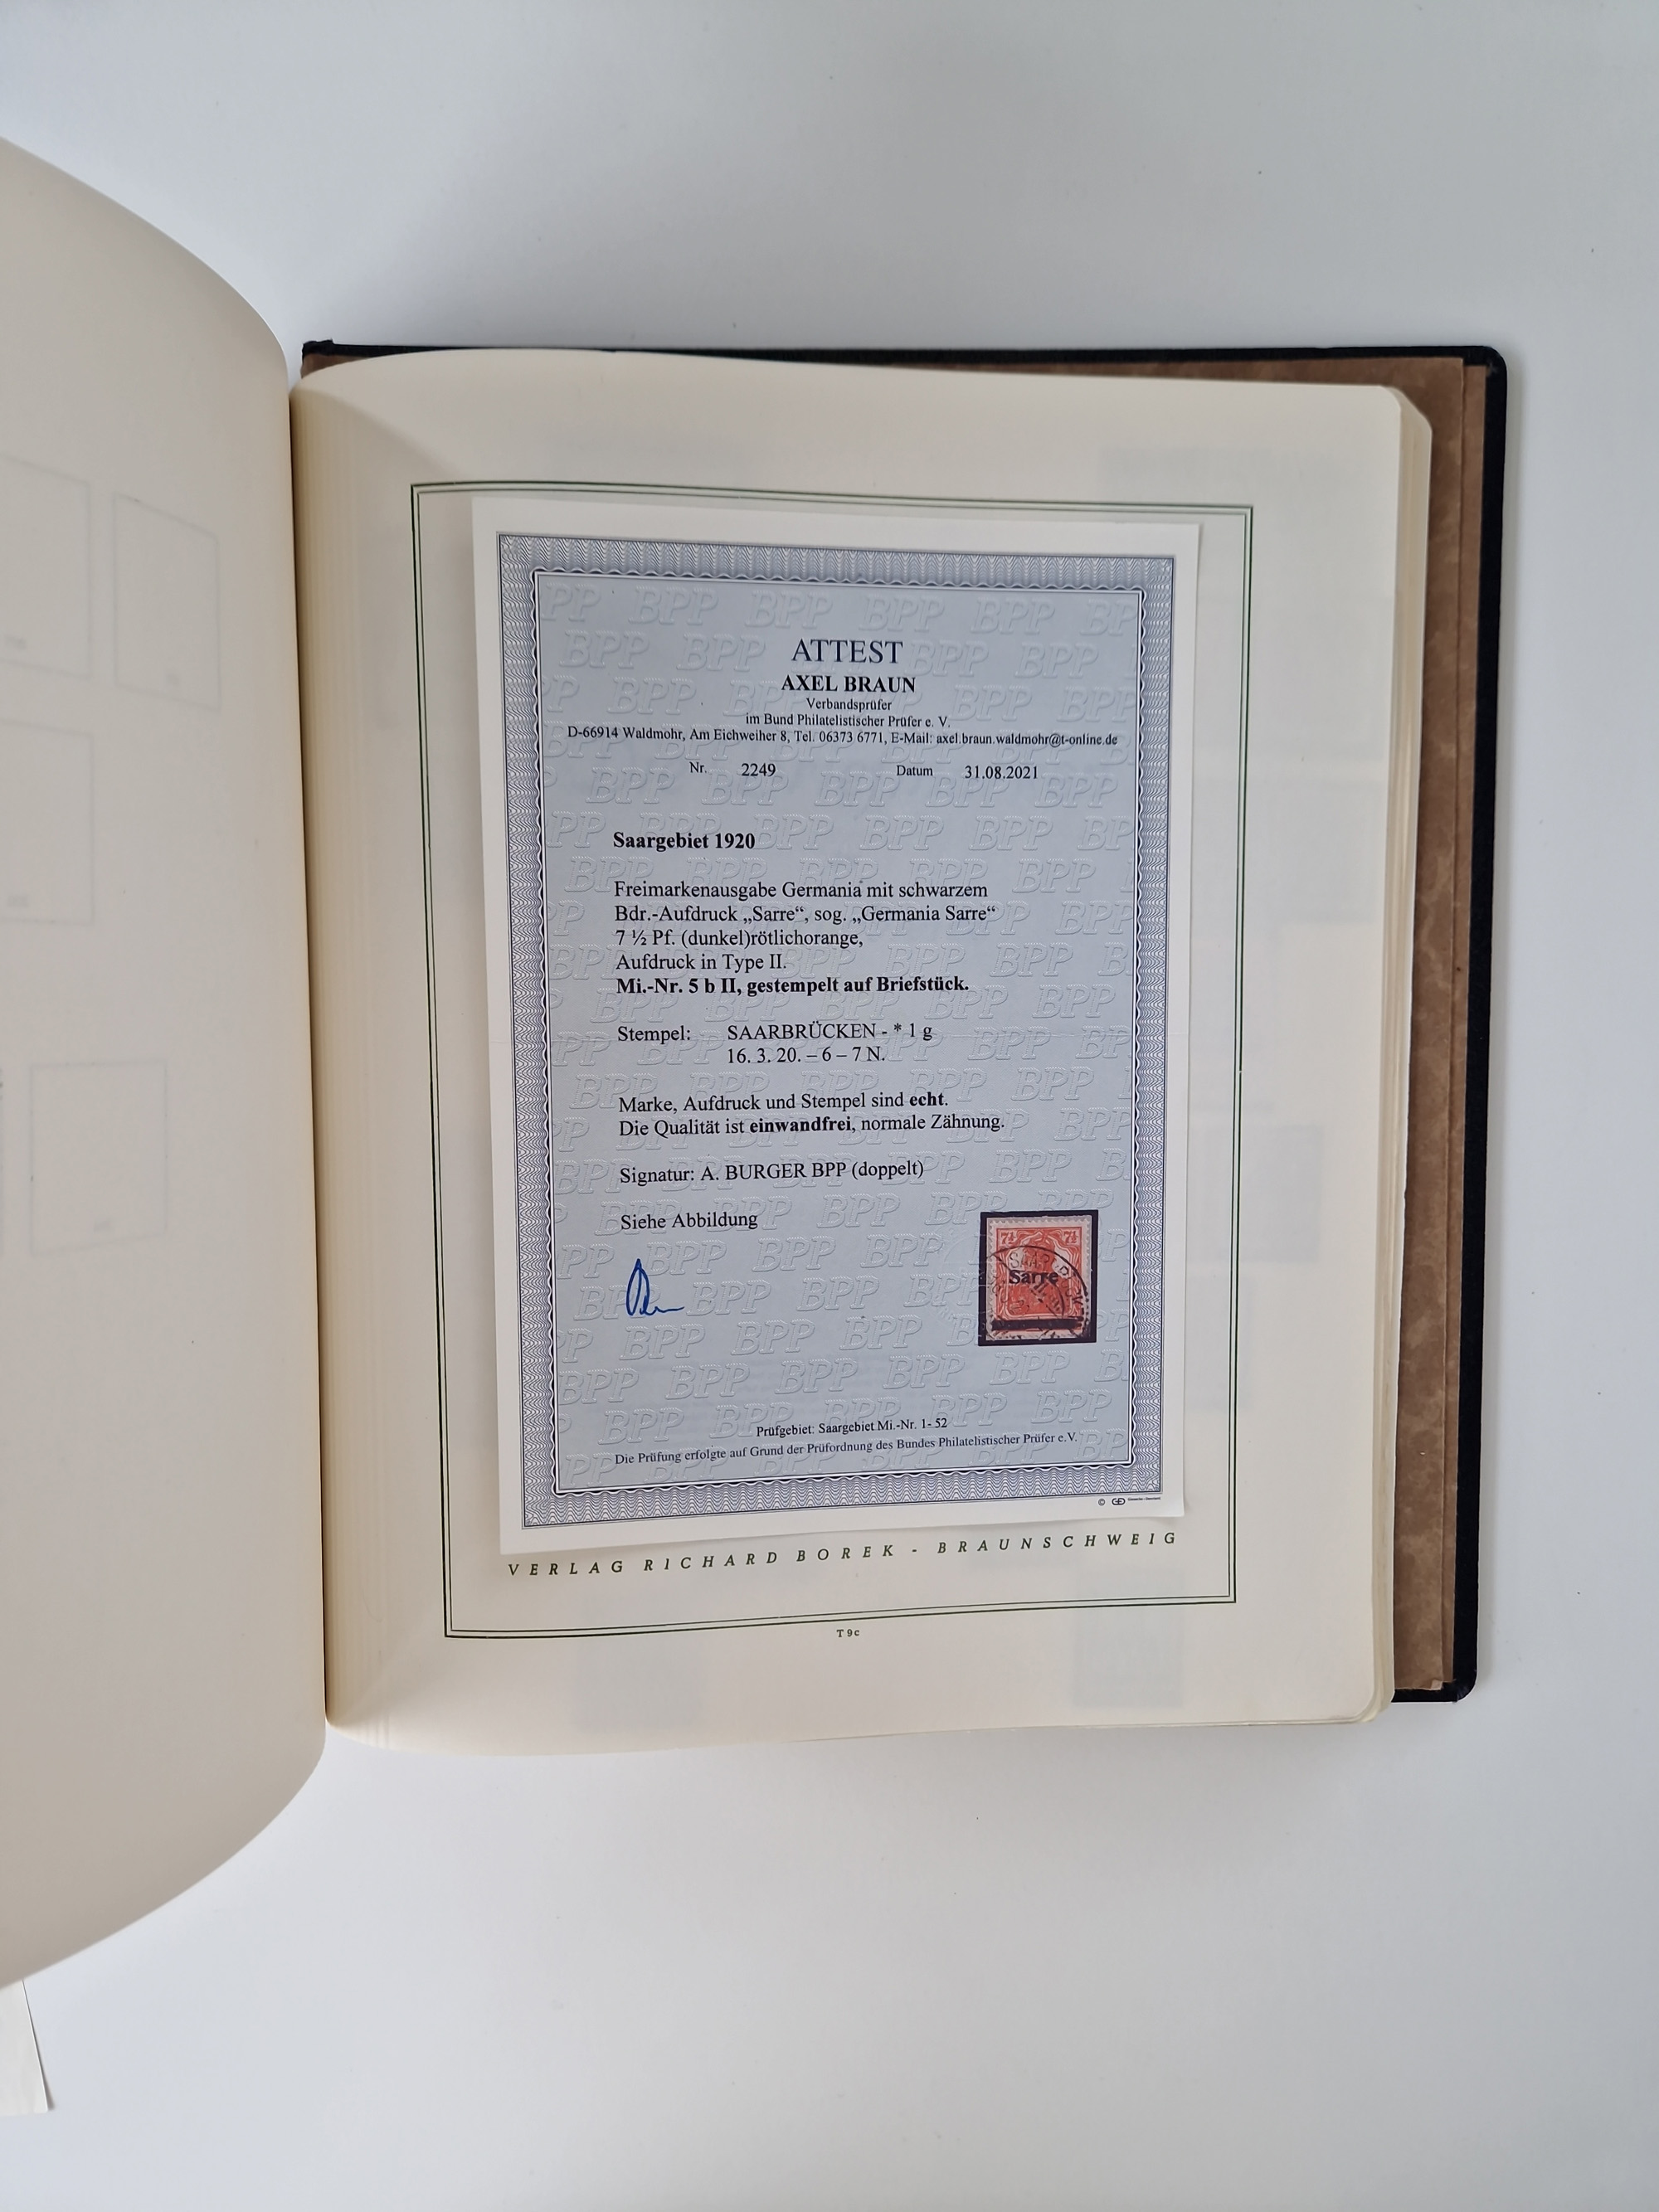 ATTEST
AXEL BRAUN
Verbandsprüfer
im Bund Philatelistischer Prüfer e. V.
D-66914 Waldmohr, Am Eichweiher 8, Tel. 06373 6771, E-Mail: axel.braun.waldmohr@t-online.de
Nr. 2249 Datum 31.08.2021
Saargebiet 1920
Freimarkenausgabe Germania mit schwarzem
Bdr.-Aufdruck „Sarre“, sog. „Germania Sarre“
7 ½ Pf. (dunkel)rötlichorange,
Aufdruck in Type II.
Mi.-Nr. 5 b II, gestempelt auf Briefstück.
Stempel: SAARBRÜCKEN - * 1 g
16. 3. 20. – 6 – 7 N.
Marke, Aufdruck und Stempel sind echt.
Die Qualität ist einwandfrei, normale Zähnung.
Signatur: A. BURGER BPP (doppelt)
Siehe Abbildung
7½ 7½
Sarre
Prüfgebiet: Saargebiet Mi.-Nr. 1- 52
Die Prüfung erfolgte auf Grund der Prüfordnung des Bundes Philatelistischer Prüfer e.V.
VERLAG RICHARD BOREK - BRAUNSCHWEIG
T 9c